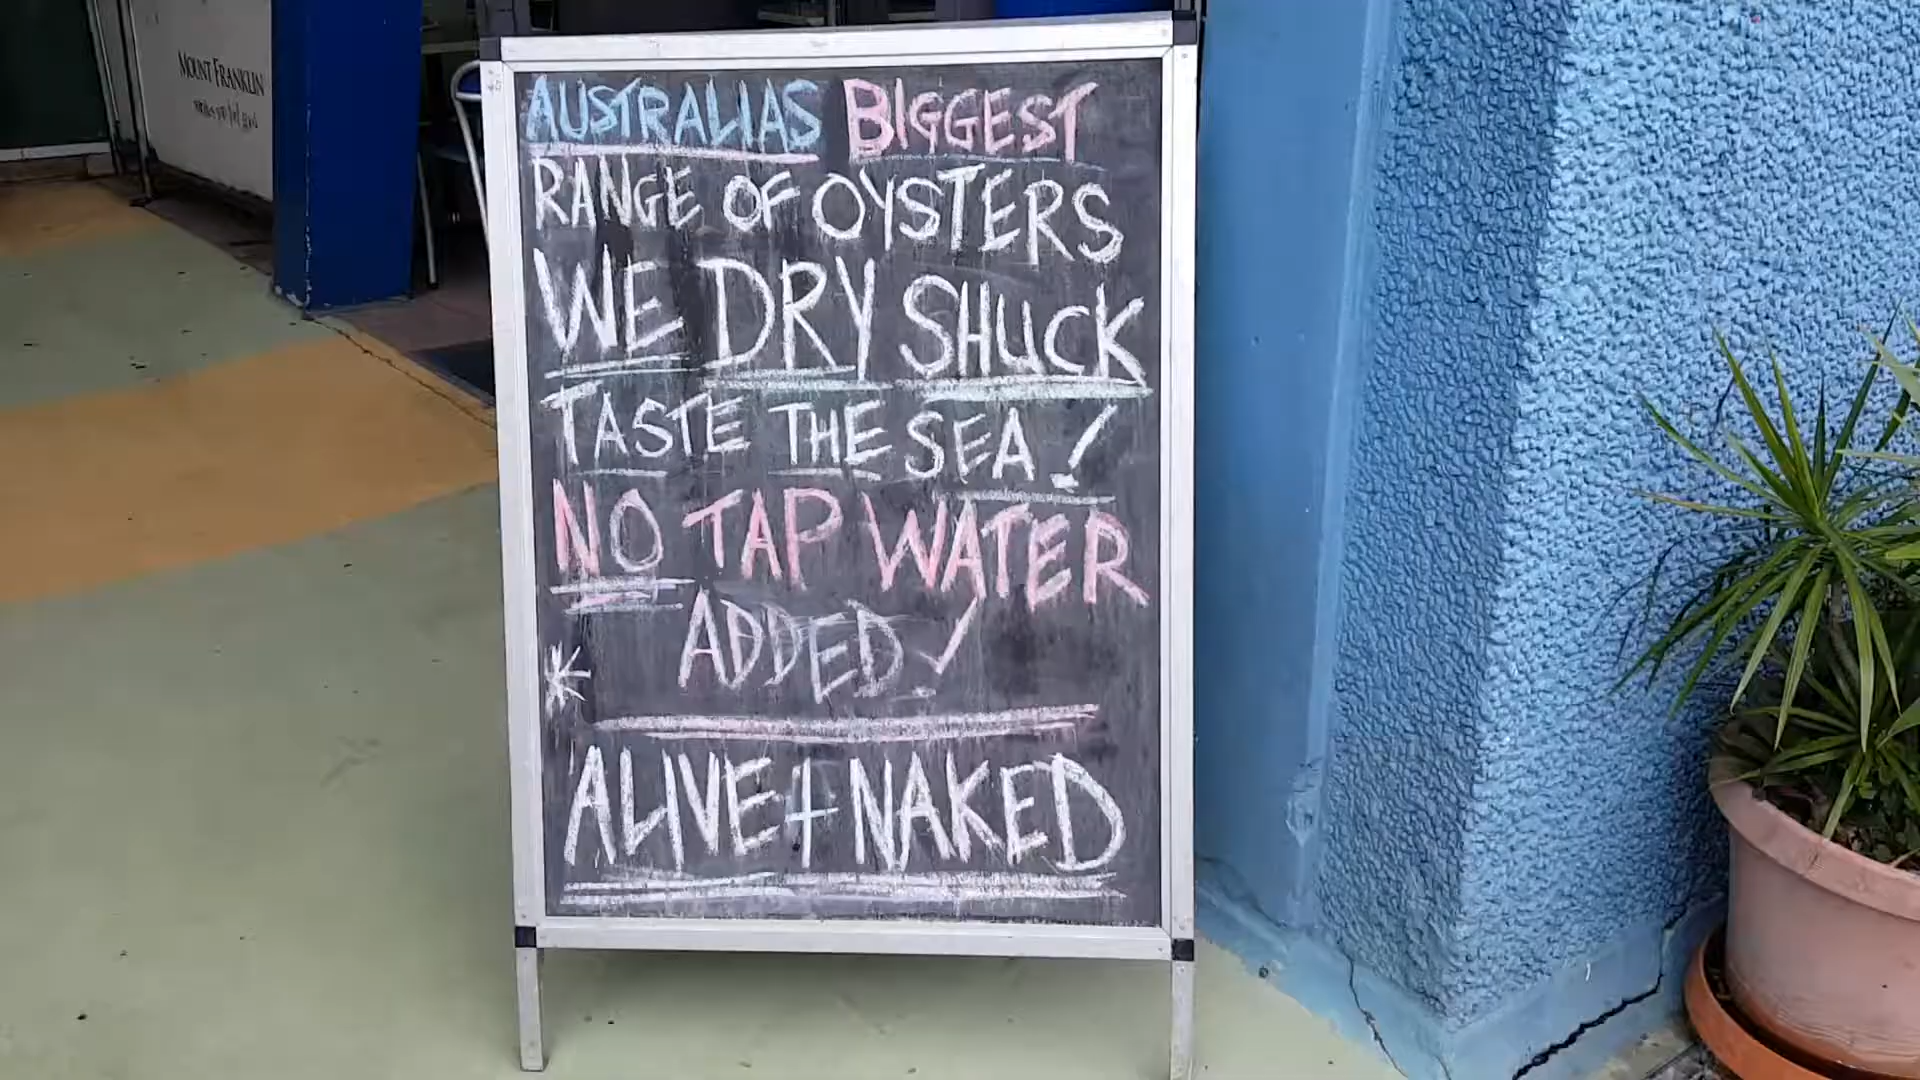 MOUNT FRANKLIN
AUSTRALIAS BIGGEST
RANGE OF OYSTERS
WE DRY SHUCK
TASTE THE SEA!
NO TAP WATER
* ADDED!
ALIVE + NAKED